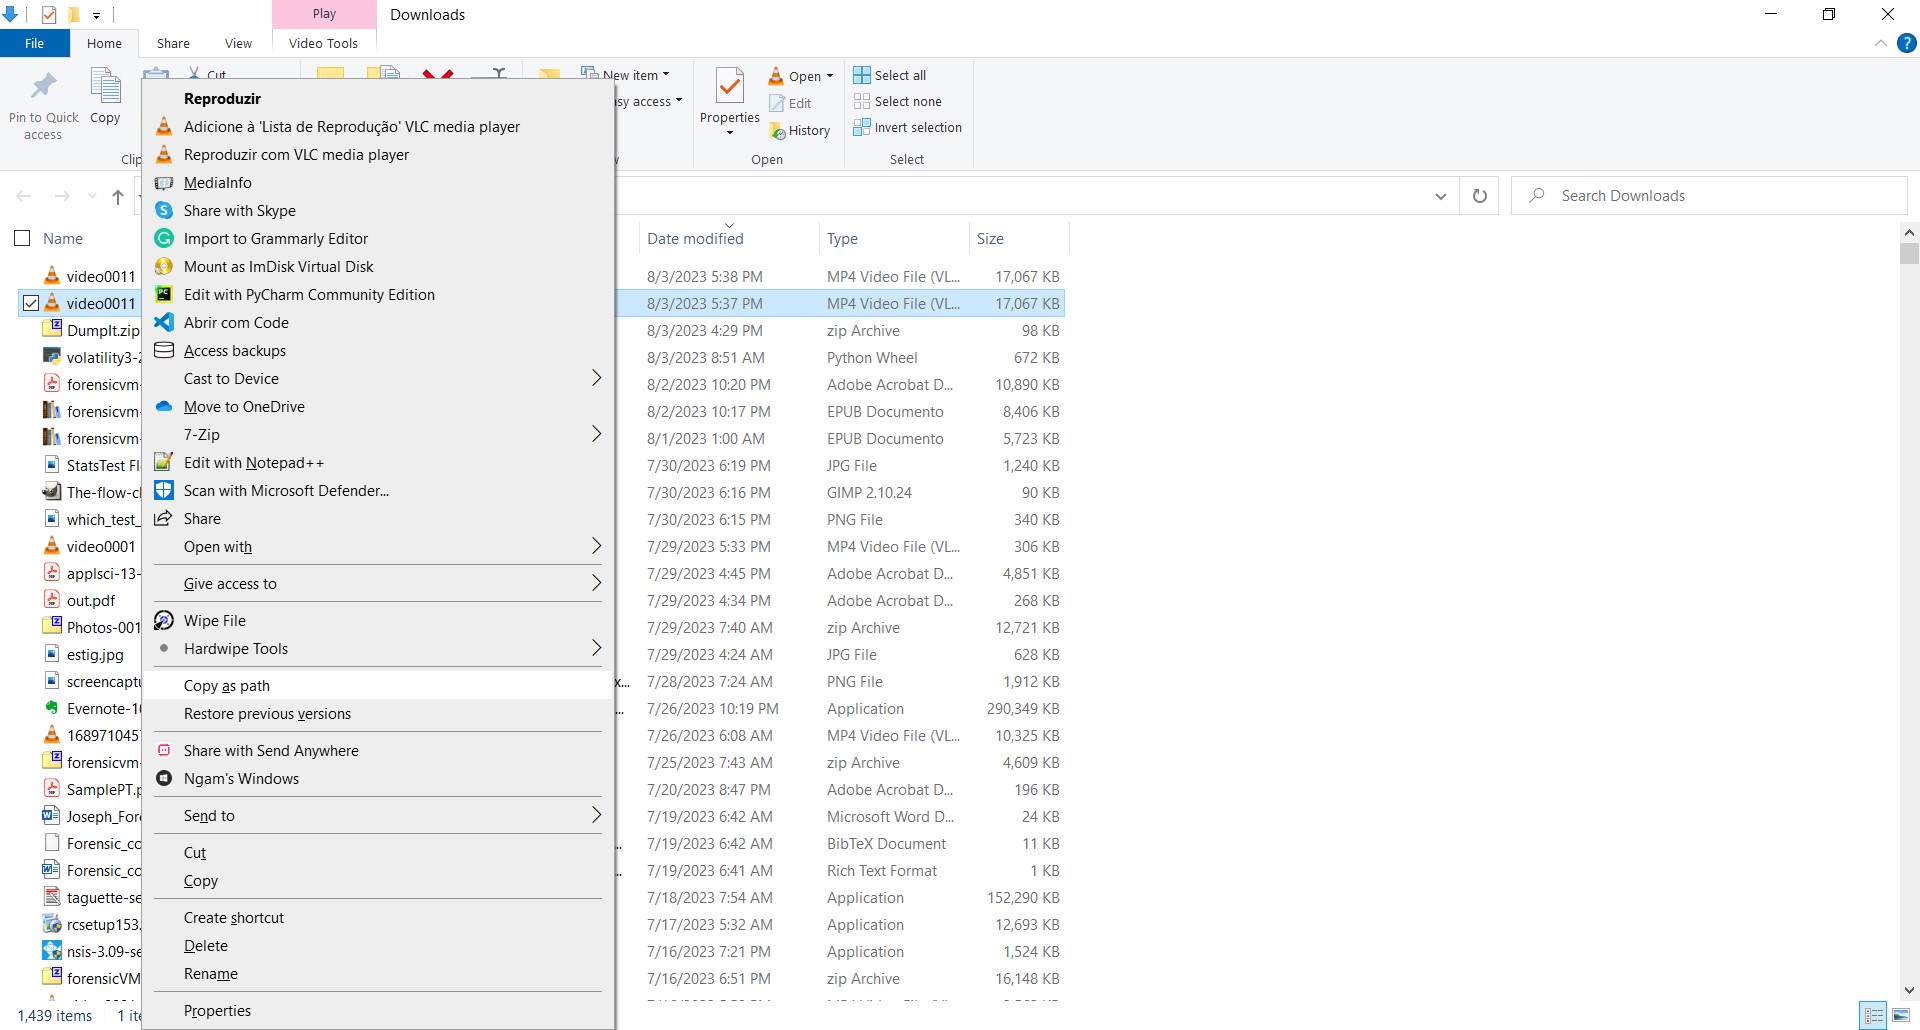 Play
Downloads
File
Home
Share
View
Video Tools
Pin to Quick access
Copy
Cut
New item
Properties
Open
Edit
History
Open
Select all
Select none
Invert selection
Select
Reproduzir
Adicione à 'Lista de Reprodução' VLC media player
Reproduzir com VLC media player
MediaInfo
Share with Skype
Import to Grammarly Editor
Mount as ImDisk Virtual Disk
Edit with PyCharm Community Edition
Abrir com Code
Access backups
Cast to Device
Move to OneDrive
7-Zip
Edit with Notepad++
Scan with Microsoft Defender...
Share
Open with
Give access to
Wipe File
Hardwipe Tools
Copy as path
Restore previous versions
Share with Send Anywhere
Ngam's Windows
Send to
Cut
Copy
Create shortcut
Delete
Rename
Properties
Search Downloads
Name Date modified Type Size
video0011 8/3/2023 5:38 PM MP4 Video File (VL... 17,067 KB
video0011 8/3/2023 5:37 PM MP4 Video File (VL... 17,067 KB
DumpIt.zip 8/3/2023 4:29 PM zip Archive 98 KB
volatility3-2 8/3/2023 8:51 AM Python Wheel 672 KB
forensicvm- 8/2/2023 10:20 PM Adobe Acrobat D... 10,890 KB
forensicvm- 8/2/2023 10:17 PM EPUB Documento 8,406 KB
forensicvm- 8/1/2023 1:00 AM EPUB Documento 5,723 KB
StatsTest Fl 7/30/2023 6:19 PM JPG File 1,240 KB
The-flow-cl 7/30/2023 6:16 PM GIMP 2.10.24 90 KB
which_test_ 7/30/2023 6:15 PM PNG File 340 KB
video0001 7/29/2023 5:33 PM MP4 Video File (VL... 306 KB
applsci-13- 7/29/2023 4:45 PM Adobe Acrobat D... 4,851 KB
out.pdf 7/29/2023 4:34 PM Adobe Acrobat D... 268 KB
Photos-001 7/29/2023 7:40 AM zip Archive 12,721 KB
estig.jpg 7/29/2023 4:24 AM JPG File 628 KB
screencaptu x... 7/28/2023 7:24 AM PNG File 1,912 KB
Evernote-10 ... 7/26/2023 10:19 PM Application 290,349 KB
1689710457 7/26/2023 6:08 AM MP4 Video File (VL... 10,325 KB
forensicvm- 7/25/2023 7:43 AM zip Archive 4,609 KB
SamplePT.p 7/20/2023 8:47 PM Adobe Acrobat D... 196 KB
Joseph_Fore 7/19/2023 6:42 AM Microsoft Word D... 24 KB
Forensic_co .. 7/19/2023 6:42 AM BibTeX Document 11 KB
Forensic_co .. 7/19/2023 6:41 AM Rich Text Format 1 KB
taguette-se 7/18/2023 7:54 AM Application 152,290 KB
rcsetup153. 7/17/2023 5:32 AM Application 12,693 KB
nsis-3.09-se 7/16/2023 7:21 PM Application 1,524 KB
forensicVM 7/16/2023 6:51 PM zip Archive 16,148 KB
1,439 items